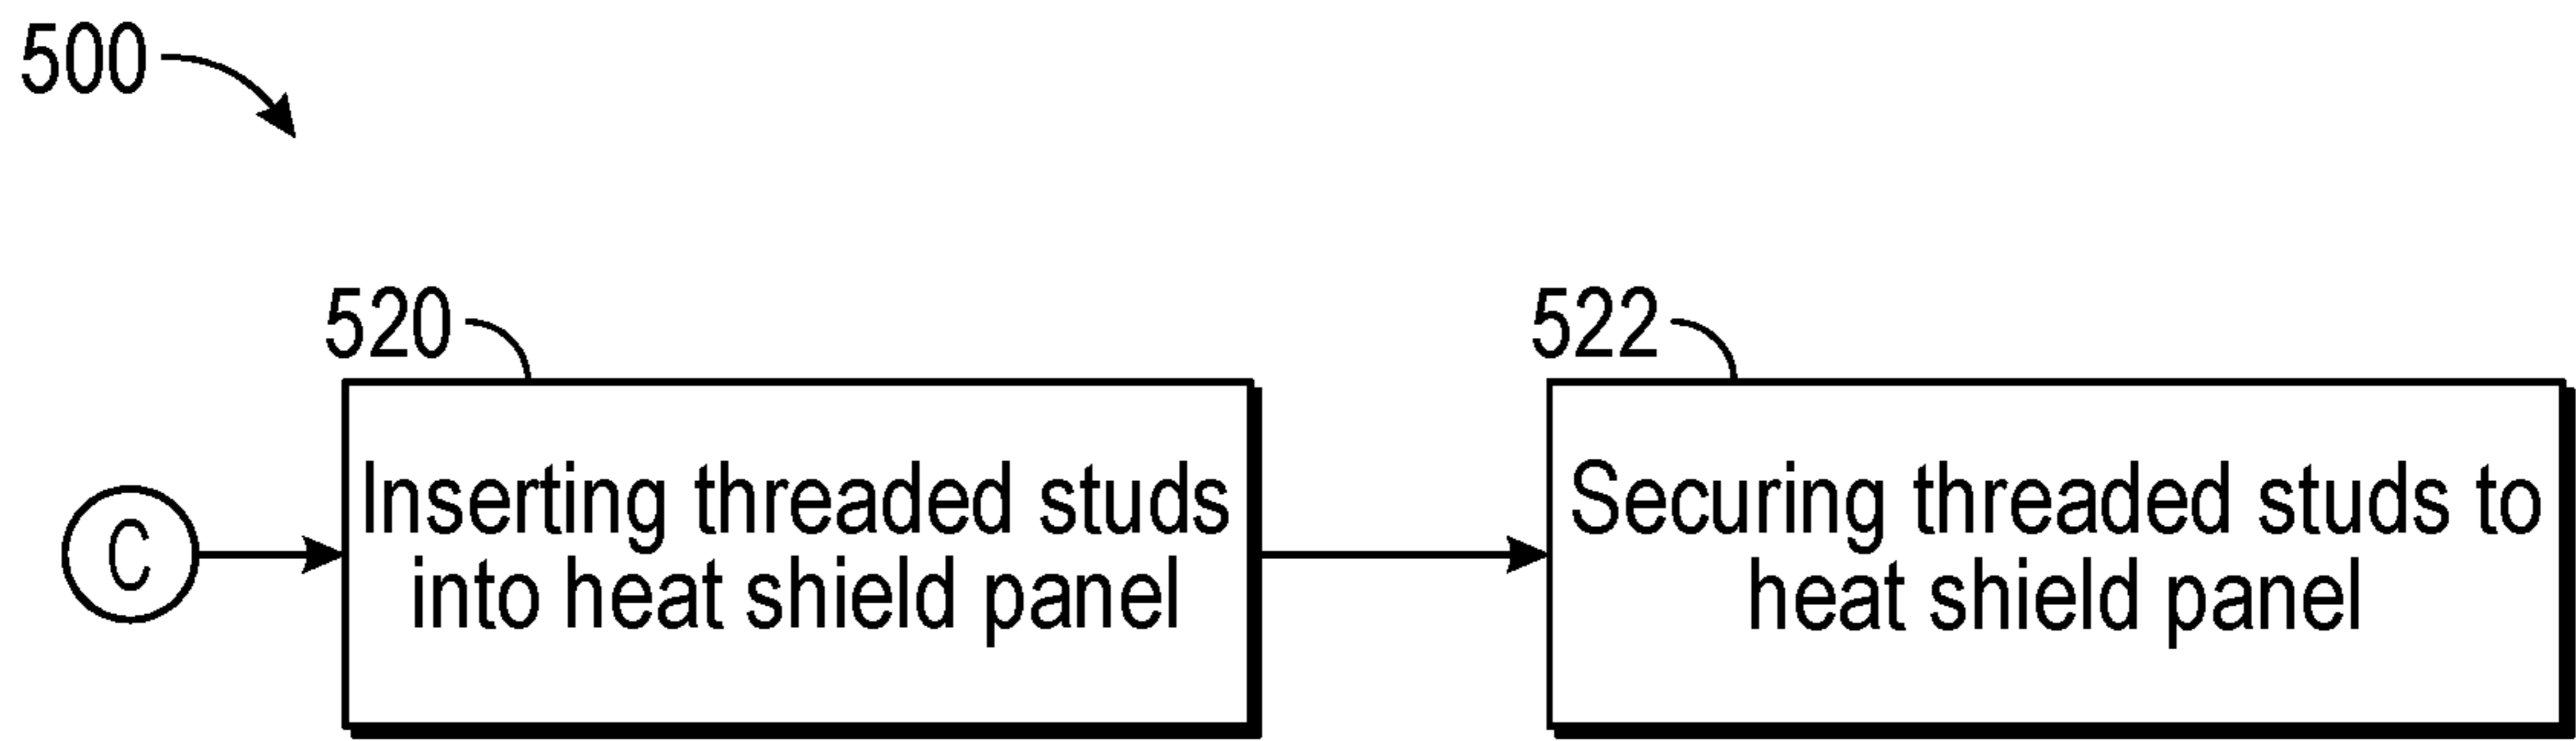 500
520
522
C
Inserting threaded studs
into heat shield panel
Securing threaded studs to
heat shield panel